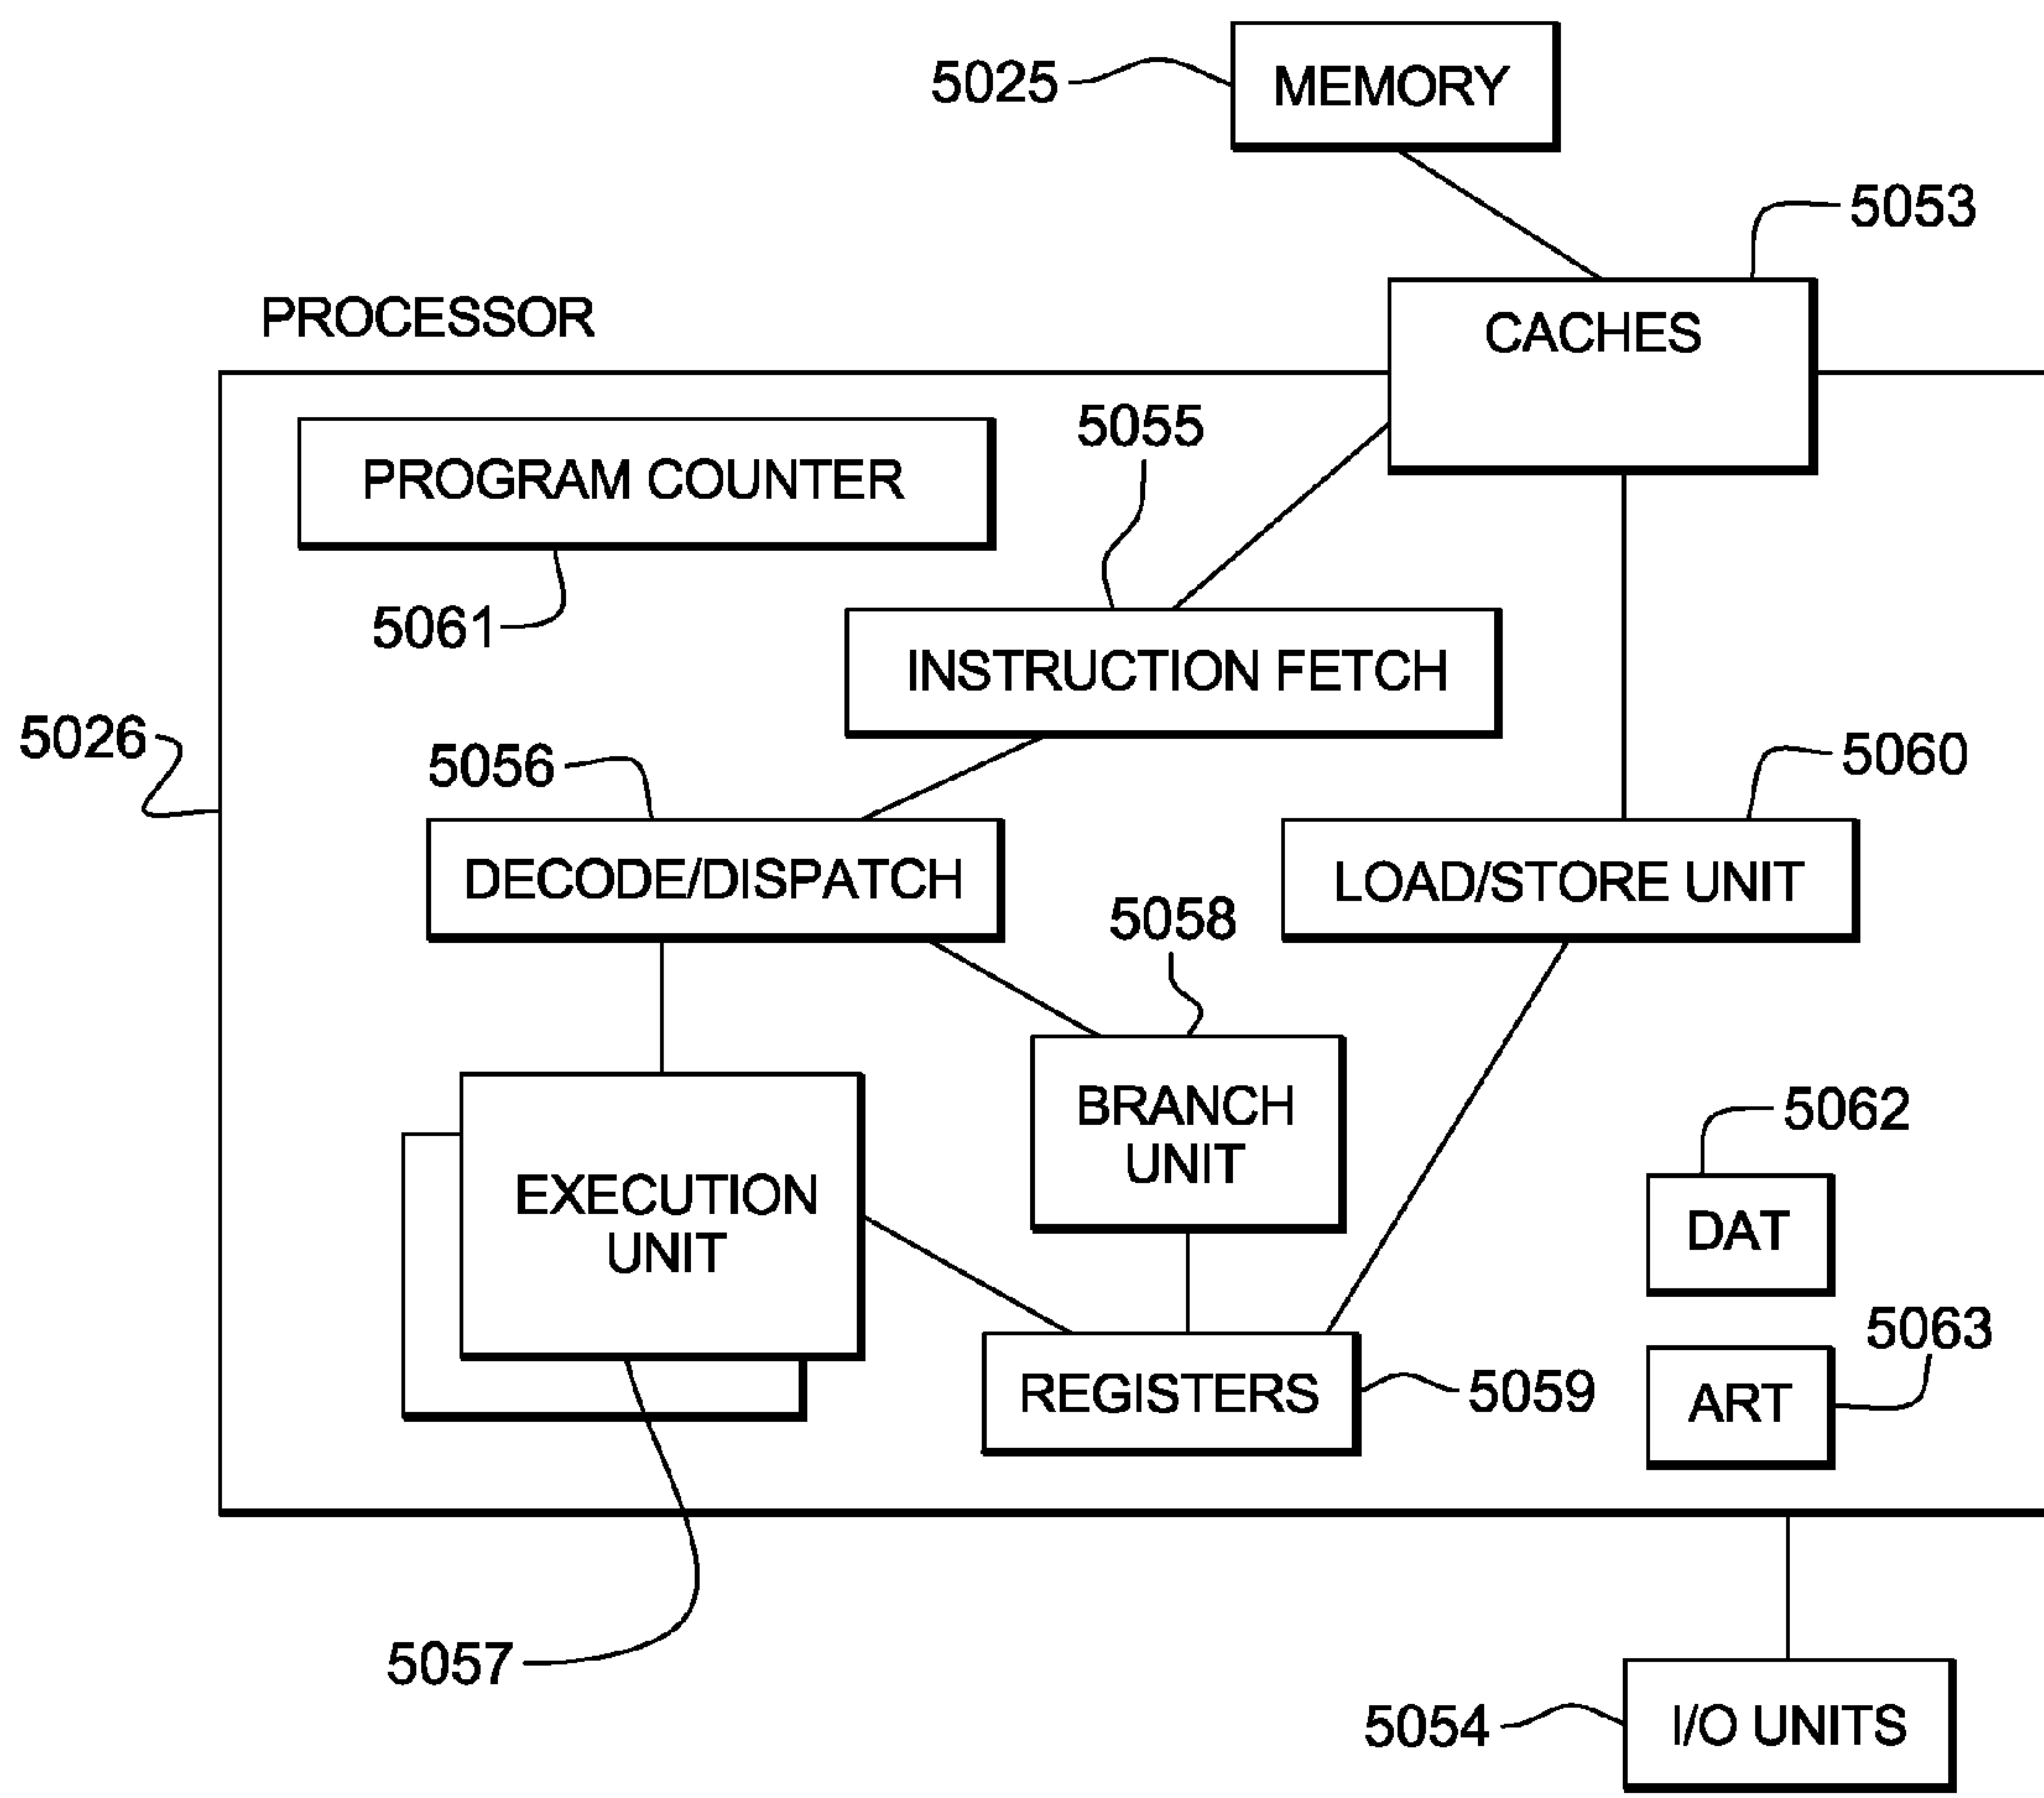 MEMORY
5025
5053
CACHES
PROCESSOR
5055
PROGRAM COUNTER
5061
INSTRUCTION FETCH
5026
5056
5060
DECODE/DISPATCH
LOAD/STORE UNIT
5058
BRANCH
UNIT
5062
EXECUTION
UNIT
DAT
5063
REGISTERS
5059
ART
5057
5054
I/O UNITS